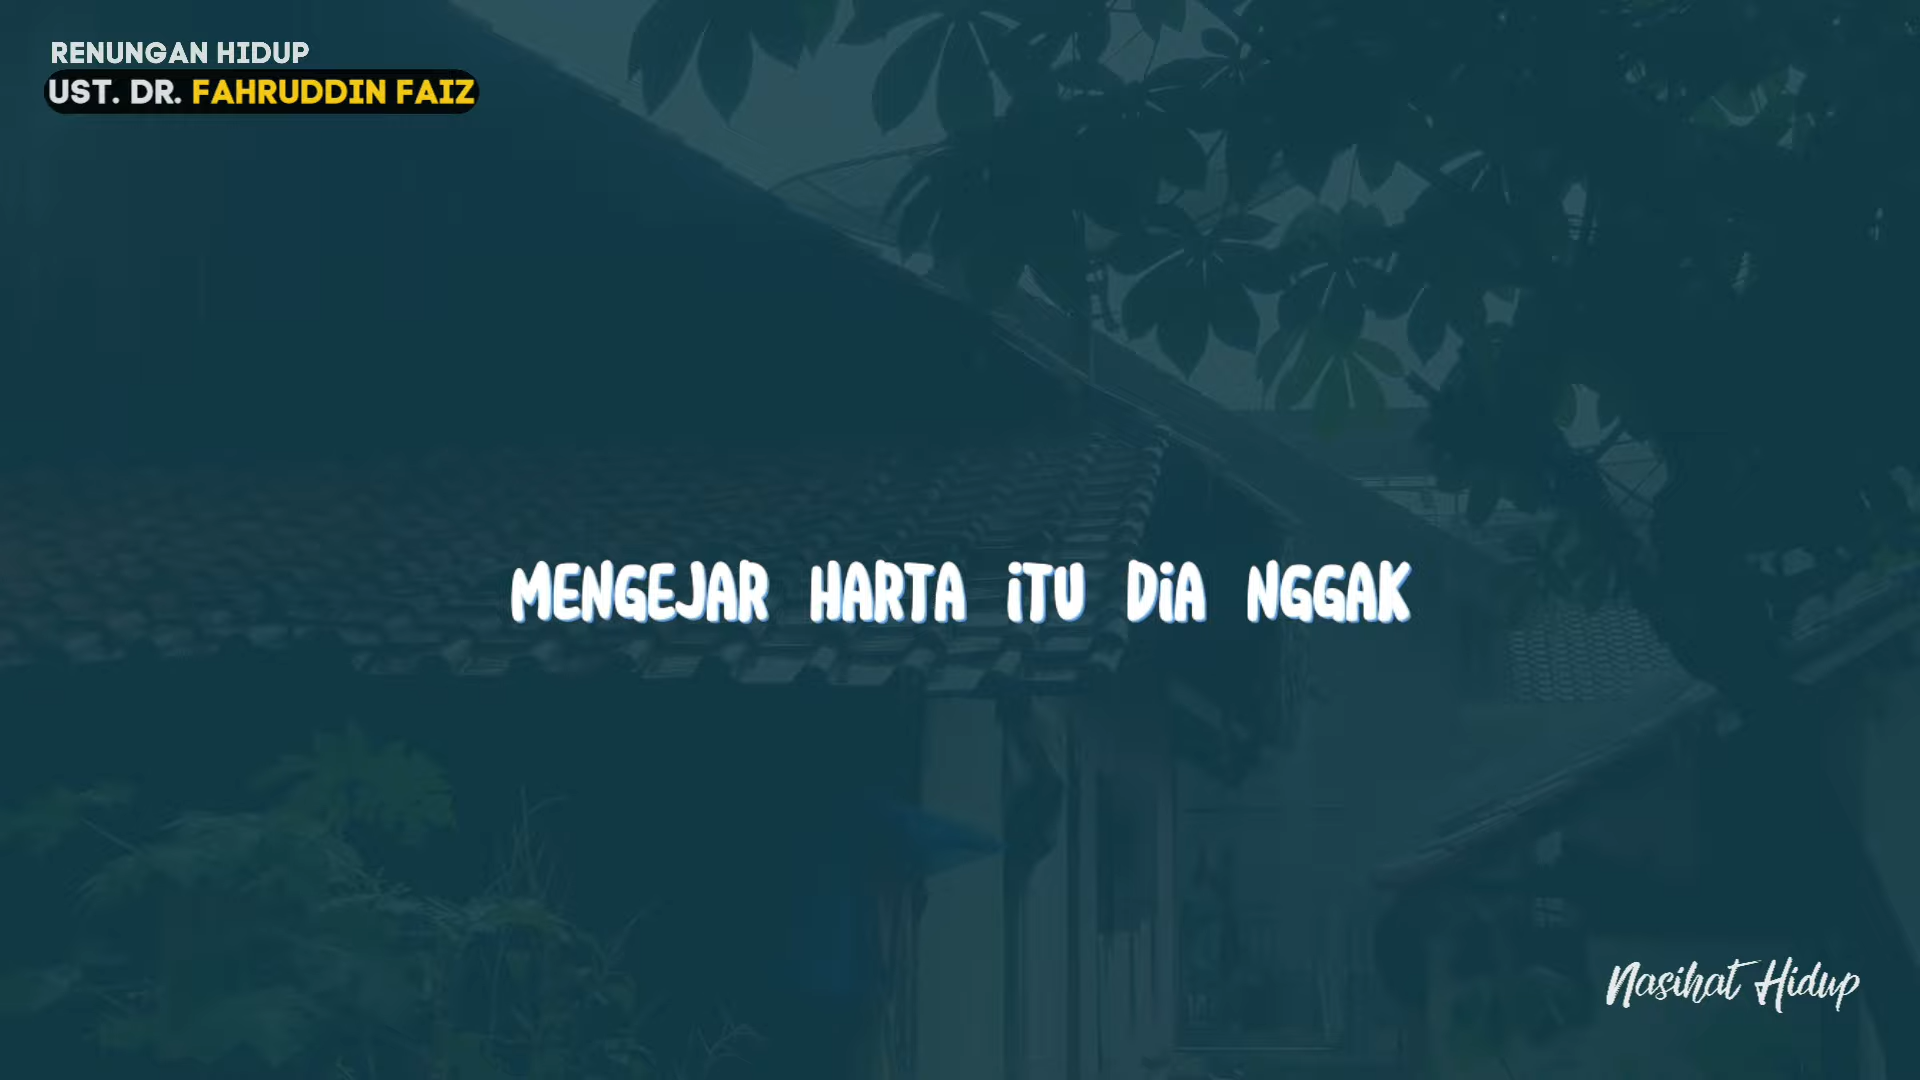 RENUNGAN HIDUP
UST. DR. FAHRUDDIN FAIZ
MENGEJAR HARTA iTU DiA NGGAK
Nasihat Hidup